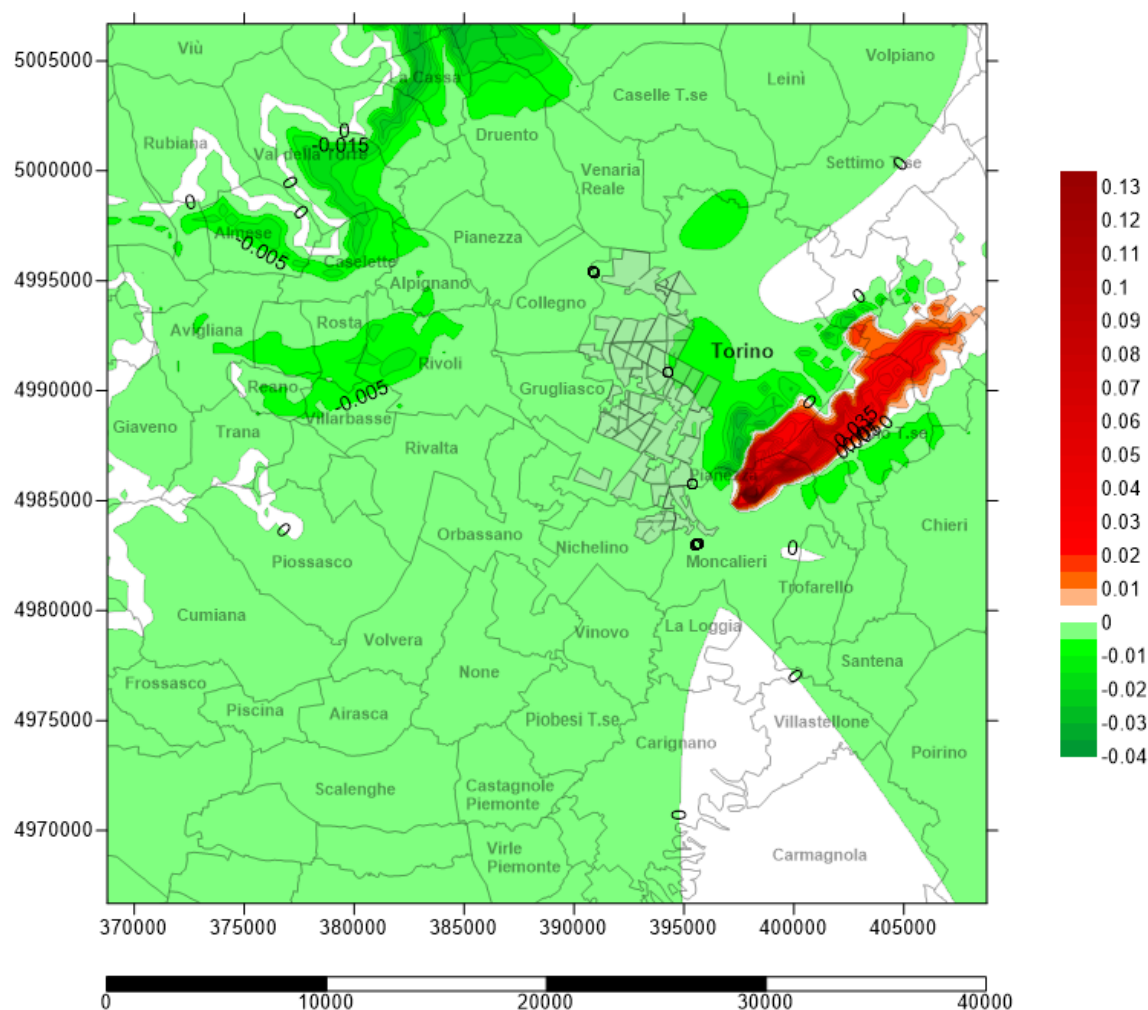 5005000
5000000
4995000
4990000
4985000
4980000
4975000
4970000
Viù
La Cassa
Volpiano
Leinì
Caselle T.se
Rubiana
0
Val della Torre
-0.015
Druento
Venaria
Reale
Settimo T.se
0
0
0
0
Almese
-0.005
Caselette
Pianezza
Alpignano
Collegno
0
Avigliana
Rosta
Rivoli
Torino
Reano
-0.005
Villarbasse
Grugliasco
0
Giaveno
Trana
Rivalta
0.035
0
Chieri
0
Piossasco
Orbassano
Nichelino
Moncalieri
0
Trofarello
Cumiana
Volvera
Vinovo
La Loggia
Santena
None
Frossasco
0
Piscina
Airasca
Piobesi T.se
Villastellone
Carignano
Poirino
Scalenghe
Castagnole
Piemonte
0
Virle
Piemonte
Carmagnola
370000 375000 380000 385000 390000 395000 400000 405000
0 10000 20000 30000 40000
0.13
0.12
0.11
0.1
0.09
0.08
0.07
0.06
0.05
0.04
0.03
0.02
0.01
0
-0.01
-0.02
-0.03
-0.04